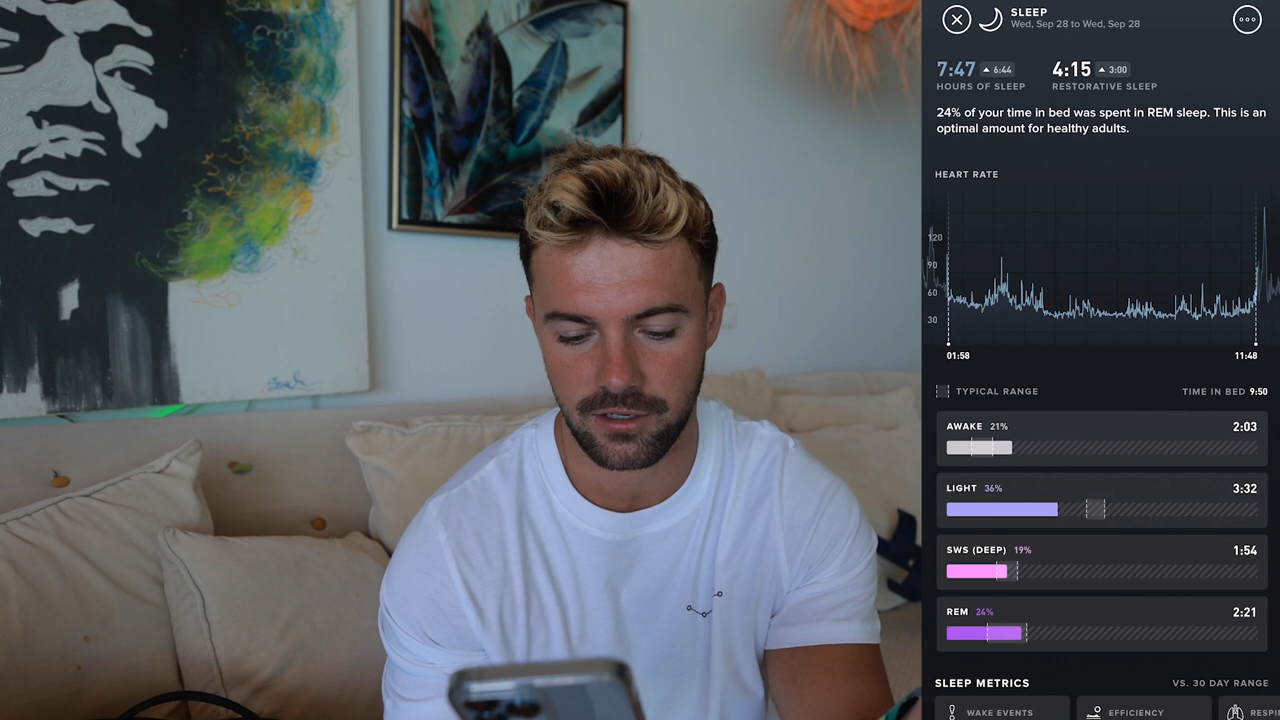 SLEEP
Wed, Sep 28 to Wed, Sep 28
7:47 6:44 4:15 3:00
HOURS OF SLEEP RESTORATIVE SLEEP
24% of your time in bed was spent in REM sleep. This is an
optimal amount for healthy adults.
HEART RATE
120
90
60
30
01:58 11:48
TYPICAL RANGE TIME IN BED 9:50
AWAKE 21% 2:03
LIGHT 36% 3:32
SWS (DEEP) 19% 1:54
REM 24% 2:21
SLEEP METRICS VS. 30 DAY RANGE
WAKE EVENTS EFFICIENCY RESPI